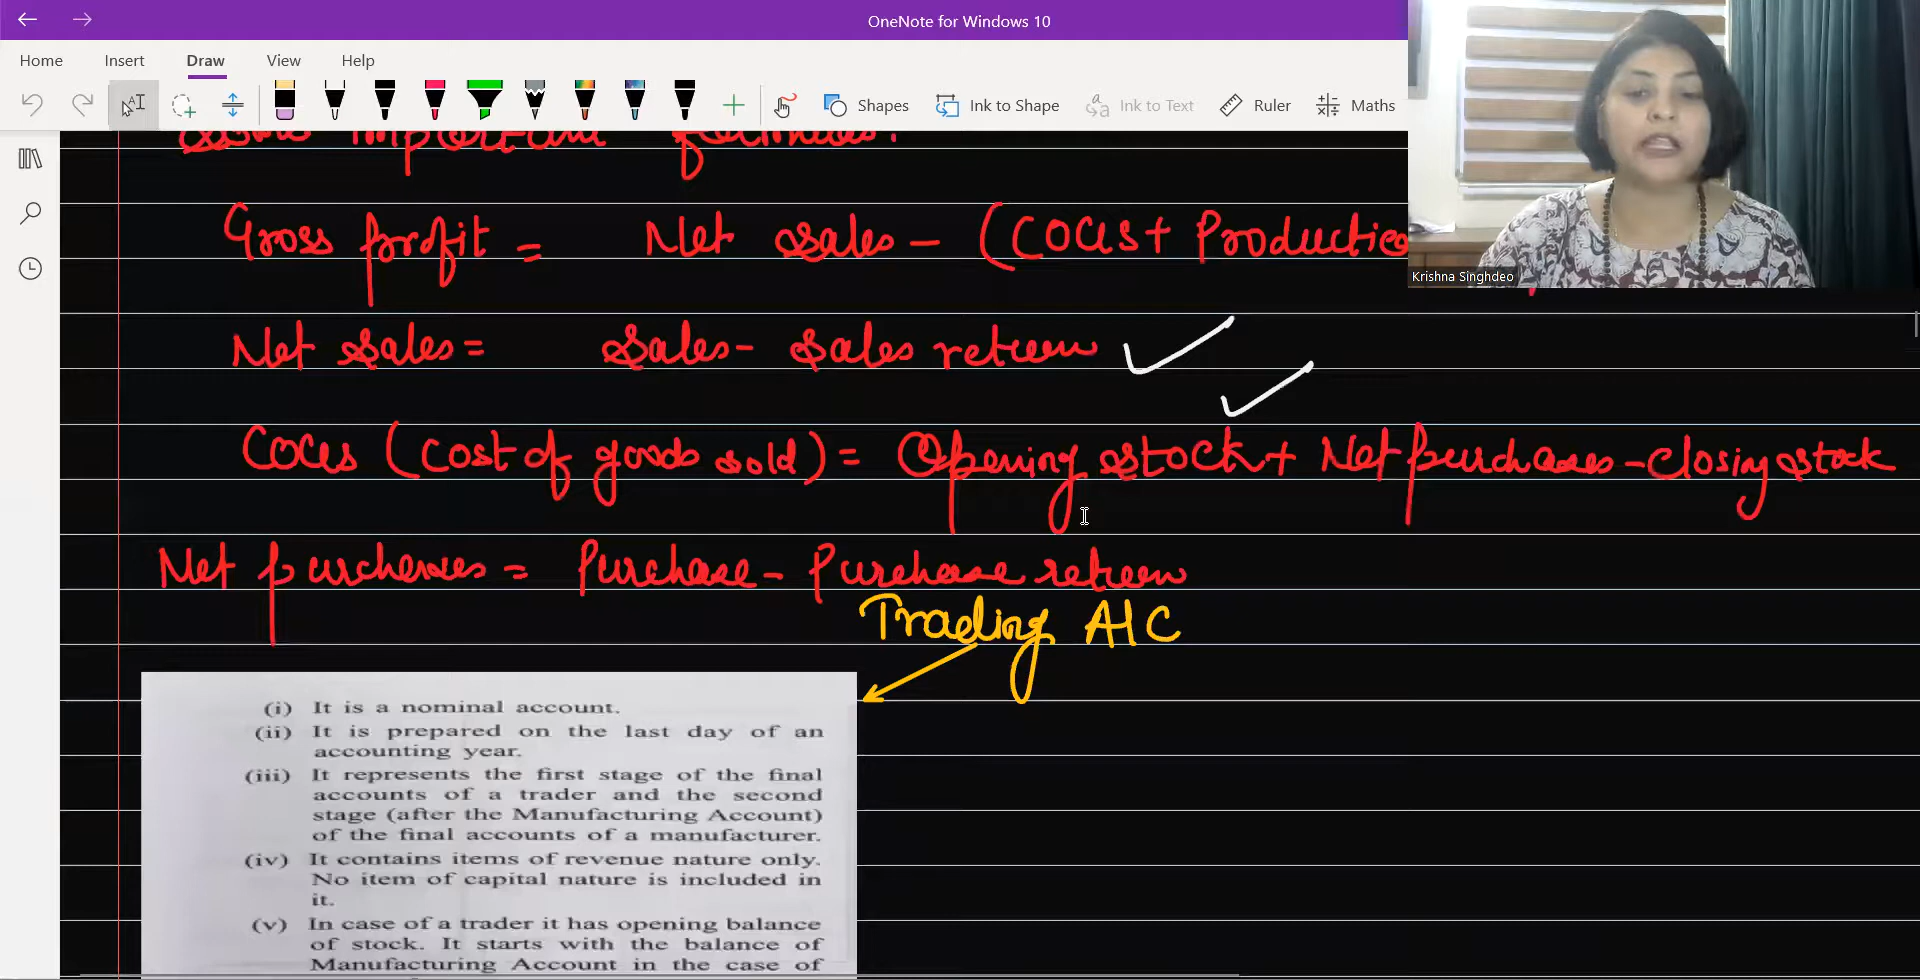 OneNote for Windows 10
Home Insert Draw View Help
Shapes Ink to Shape Ink to Text Ruler Maths
Some important formulas:
Gross profit = Net sales - (COGS + Productio
Krishna Singhdeo
Net sales = Sales - Sales return
COGS (Cost of goods sold) = Opening stock + Net purchases - closing stock
Net purchases = Purchase - Purchase return
Trading A/C
(i) It is a nominal account.
(ii) It is prepared on the last day of an
accounting year.
(iii) It represents the first stage of the final
accounts of a trader and the second
stage (after the Manufacturing Account)
of the final accounts of a manufacturer.
(iv) It contains items of revenue nature only.
No item of capital nature is included in
it.
(v) In case of a trader it has opening balance
of stock. It starts with the balance of
Manufacturing Account in the case of